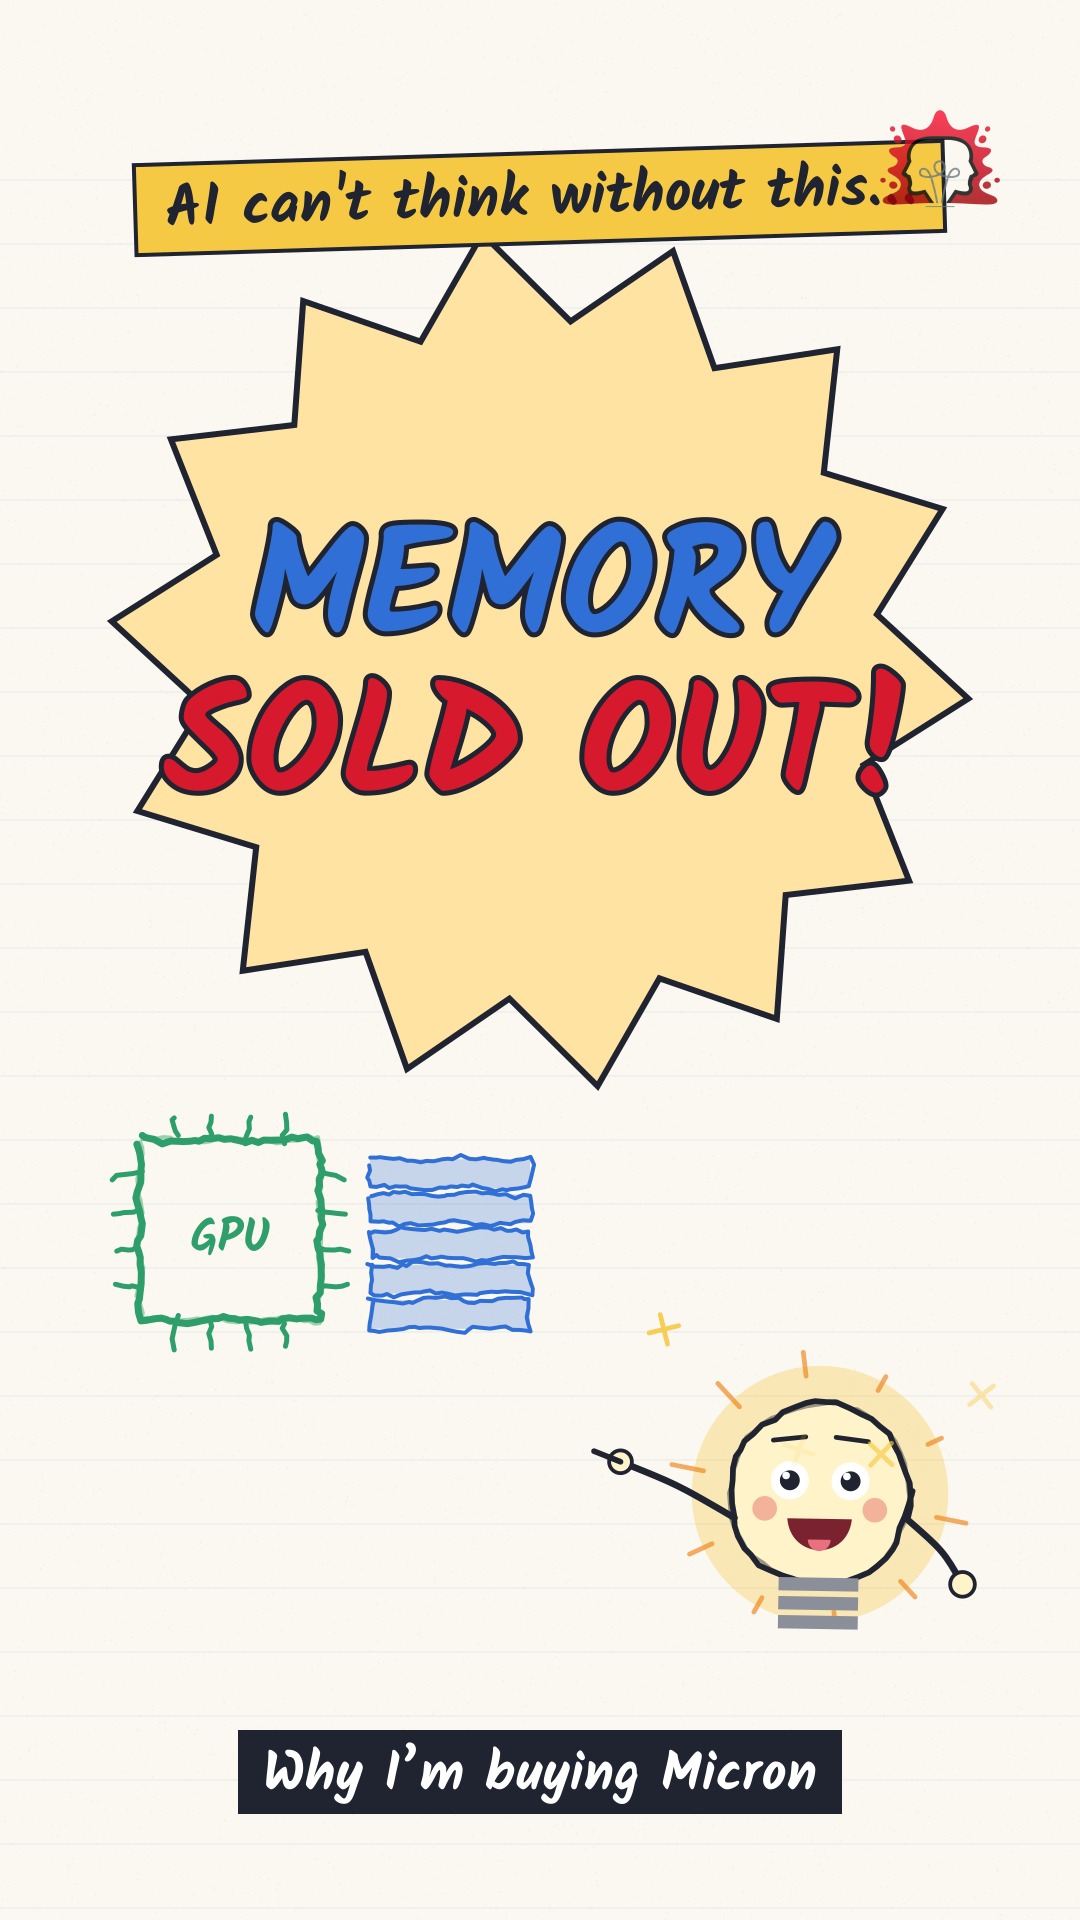 AI can't think without this.
MEMORY
SOLD OUT!
GPU
Why I’m buying Micron